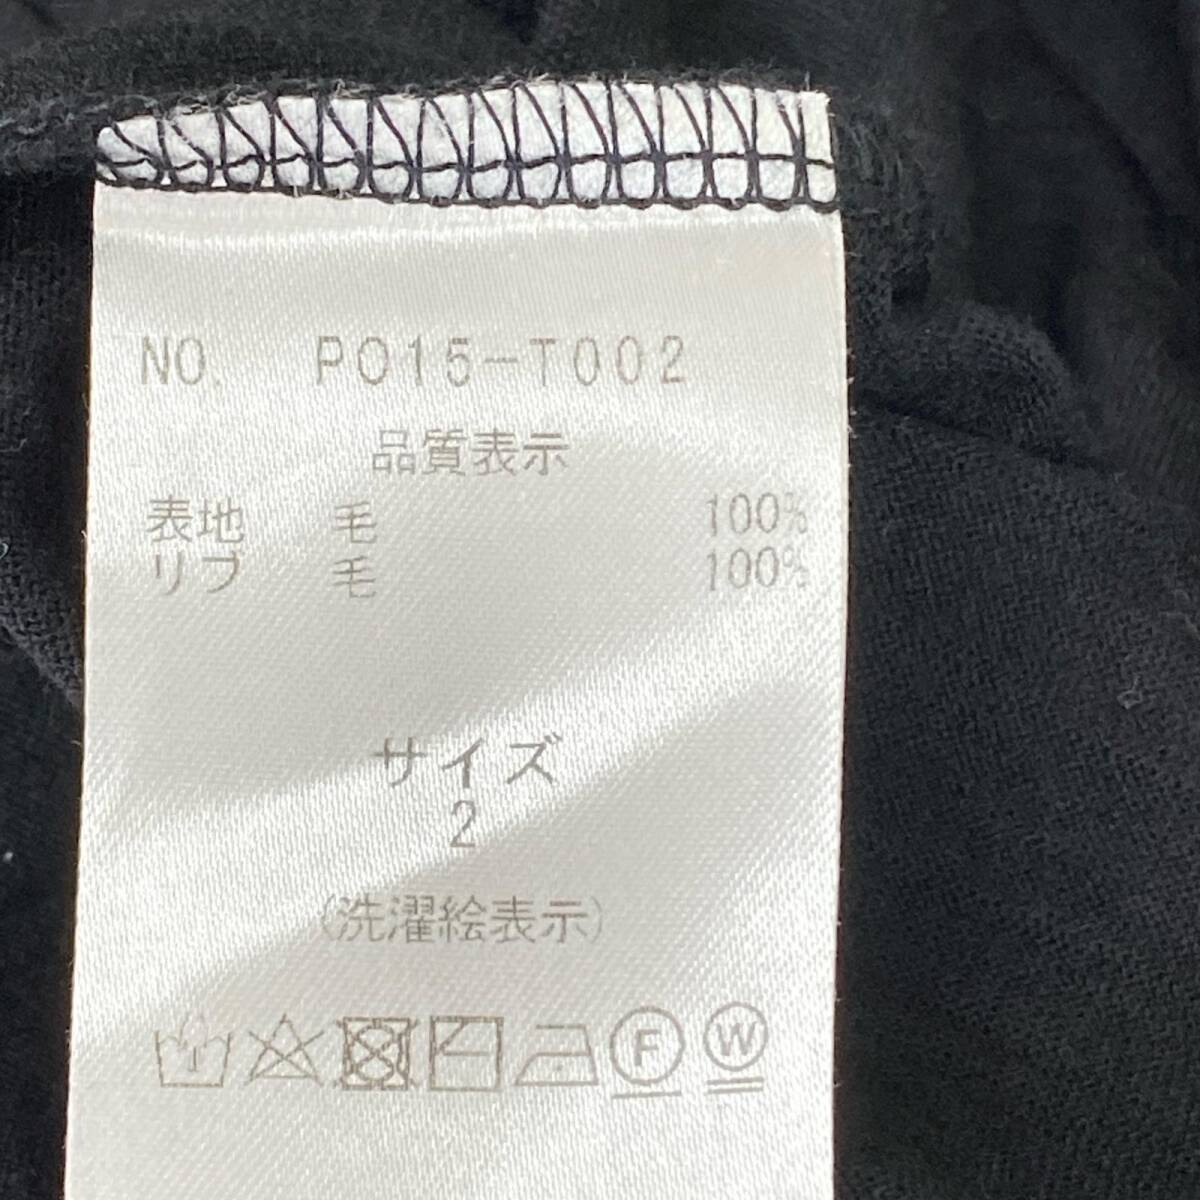 NO. PO15-T002
品質表示
表地 毛 100%
リブ 毛 100%
サイズ
2
(洗濯絵表示)
F W